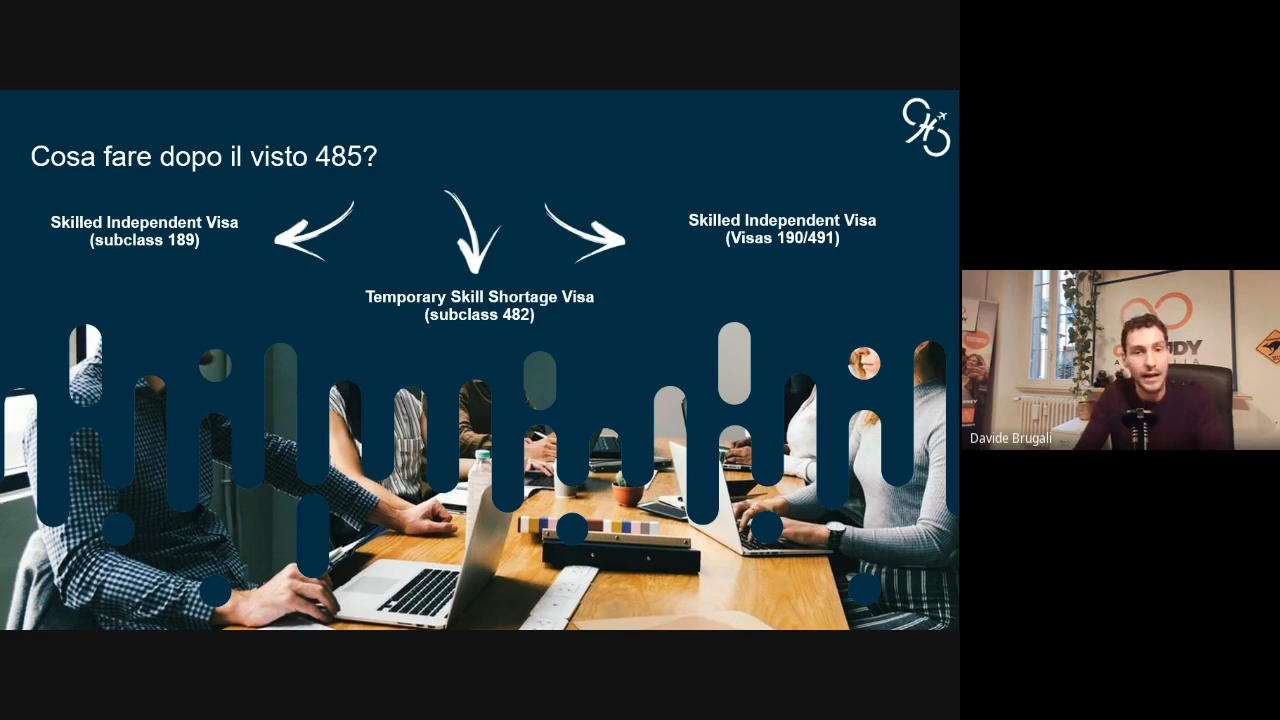 Cosa fare dopo il visto 485?
Skilled Independent Visa
(subclass 189)
Skilled Independent Visa
(Visas 190/491)
Temporary Skill Shortage Visa
(subclass 482)
Davide Brugali